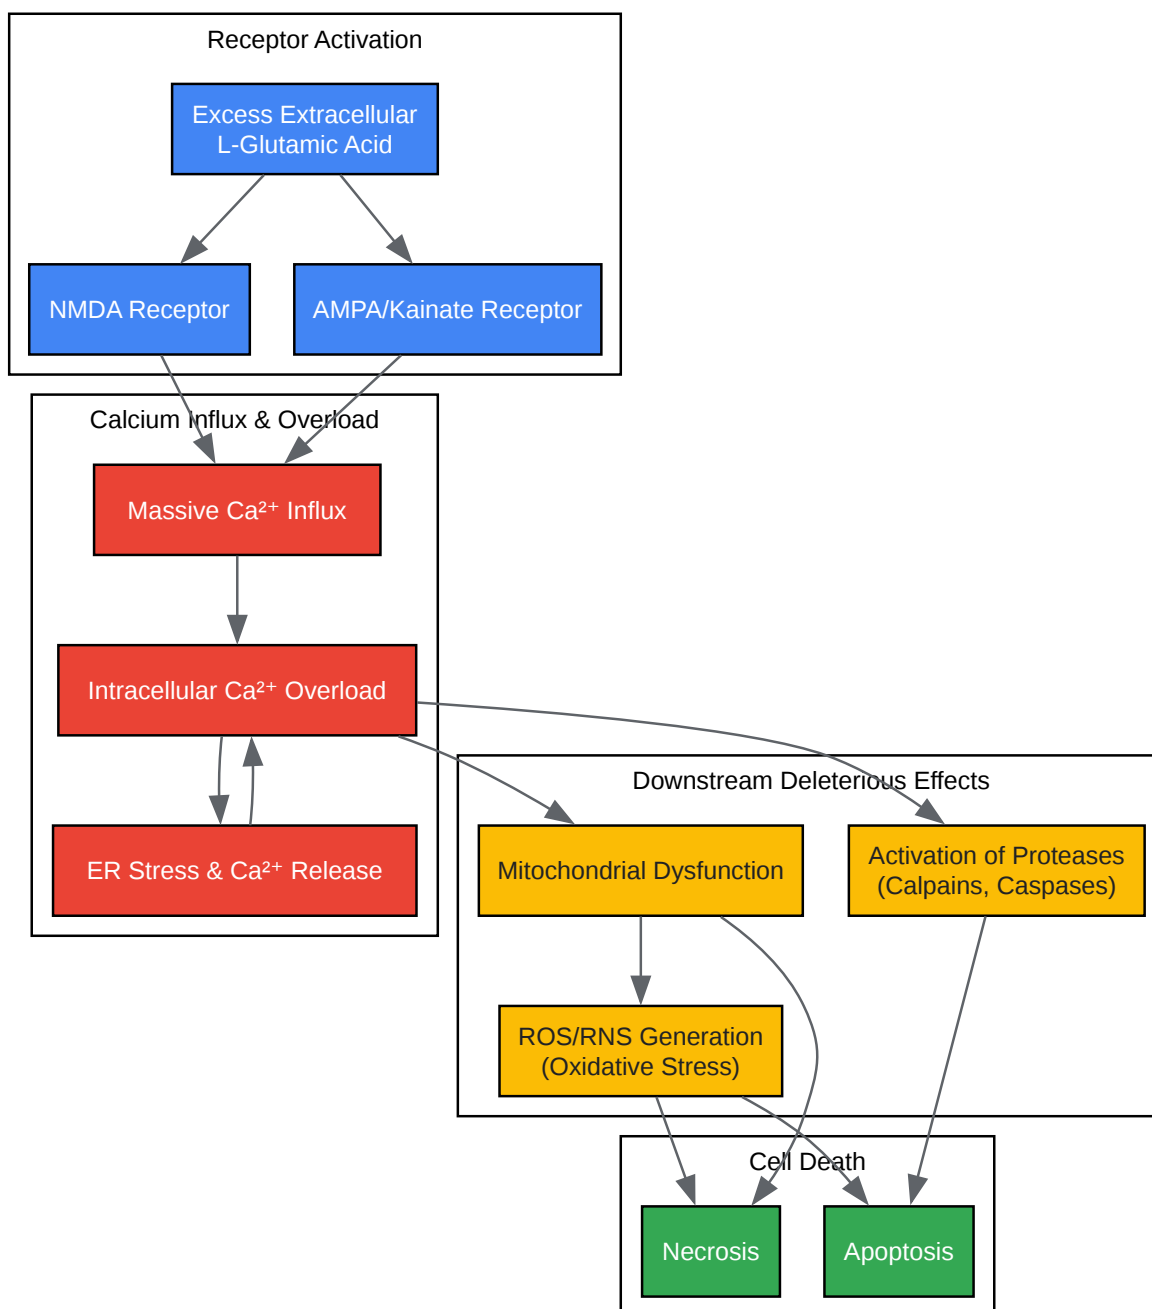 Receptor Activation
Excess Extracellular
L-Glutamic Acid
NMDA Receptor
AMPA/Kainate Receptor
Calcium Influx & Overload
Massive Ca²⁺ Influx
Intracellular Ca²⁺ Overload
ER Stress & Ca²⁺ Release
Downstream Deleterious Effects
Mitochondrial Dysfunction
Activation of Proteases
(Calpains, Caspases)
ROS/RNS Generation
(Oxidative Stress)
Cell Death
Necrosis
Apoptosis